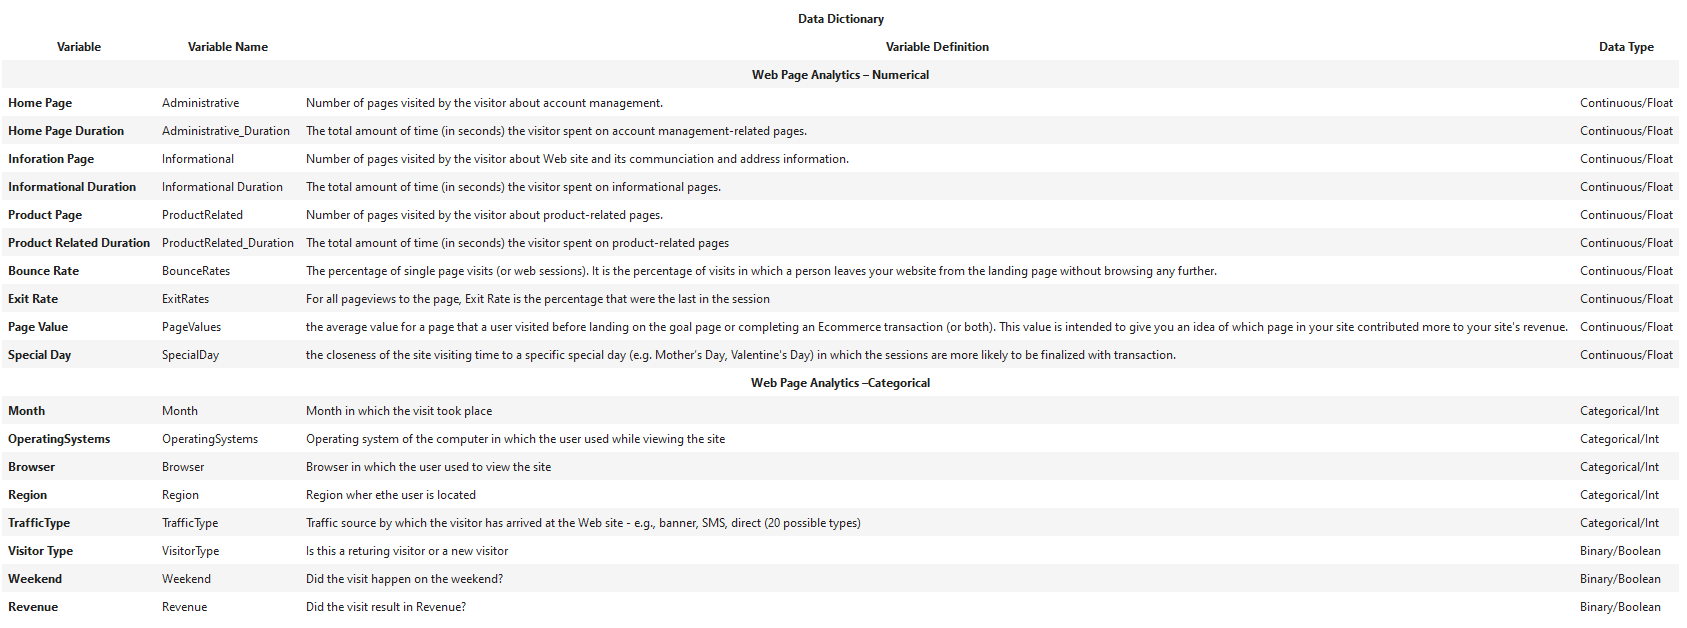 Data Dictionary
Variable Variable Name Variable Definition Data Type
Web Page Analytics – Numerical
Home Page Administrative Number of pages visited by the visitor about account management. Continuous/Float
Home Page Duration Administrative_Duration The total amount of time (in seconds) the visitor spent on account management-related pages. Continuous/Float
Inforation Page Informational Number of pages visited by the visitor about Web site and its communciation and address information. Continuous/Float
Informational Duration Informational Duration The total amount of time (in seconds) the visitor spent on informational pages. Continuous/Float
Product Page ProductRelated Number of pages visited by the visitor about product-related pages. Continuous/Float
Product Related Duration ProductRelated_Duration The total amount of time (in seconds) the visitor spent on product-related pages Continuous/Float
Bounce Rate BounceRates The percentage of single page visits (or web sessions). It is the percentage of visits in which a person leaves your website from the landing page without browsing any further. Continuous/Float
Exit Rate ExitRates For all pageviews to the page, Exit Rate is the percentage that were the last in the session Continuous/Float
Page Value PageValues the average value for a page that a user visited before landing on the goal page or completing an Ecommerce transaction (or both). This value is intended to give you an idea of which page in your site contributed more to your site's revenue. Continuous/Float
Special Day SpecialDay the closeness of the site visiting time to a specific special day (e.g. Mother's Day, Valentine's Day) in which the sessions are more likely to be finalized with transaction. Continuous/Float
Web Page Analytics –Categorical
Month Month Month in which the visit took place Categorical/Int
OperatingSystems OperatingSystems Operating system of the computer in which the user used while viewing the site Categorical/Int
Browser Browser Browser in which the user used to view the site Categorical/Int
Region Region Region wher ethe user is located Categorical/Int
TrafficType TrafficType Traffic source by which the visitor has arrived at the Web site - e.g., banner, SMS, direct (20 possible types) Categorical/Int
Visitor Type VisitorType Is this a returing visitor or a new visitor Binary/Boolean
Weekend Weekend Did the visit happen on the weekend? Binary/Boolean
Revenue Revenue Did the visit result in Revenue? Binary/Boolean